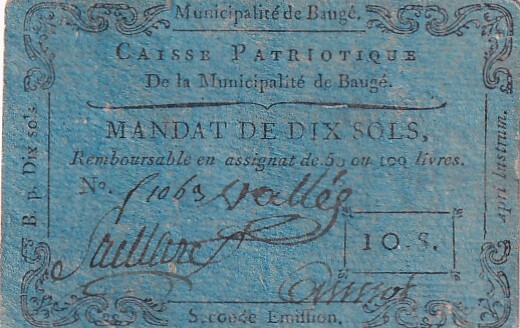 Municipalité de Baugé.
CAISSE PATRIOTIQUE
De la Municipalité de Baugé.
MANDAT DE DIX SOLS,
Remboursable en assignat de 50 ou 100 livres.
No. 1063 Vallée
10. S.
Seconde Emission.
B. p. Dix sols